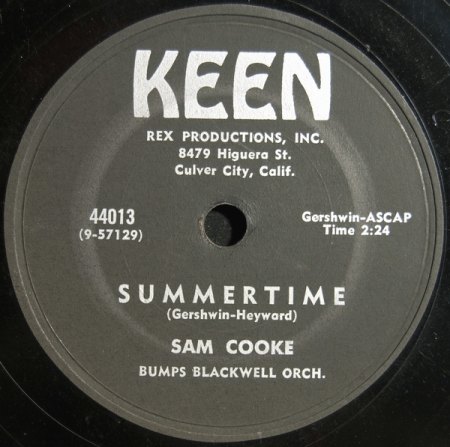 KEEN
REX PRODUCTIONS, INC.
8479 Higuera St.
Culver City, Calif.
44013
(9-57129)
Gershwin-ASCAP
Time 2:24
SUMMERTIME
(Gershwin-Heyward)
SAM COOKE
BUMPS BLACKWELL ORCH.